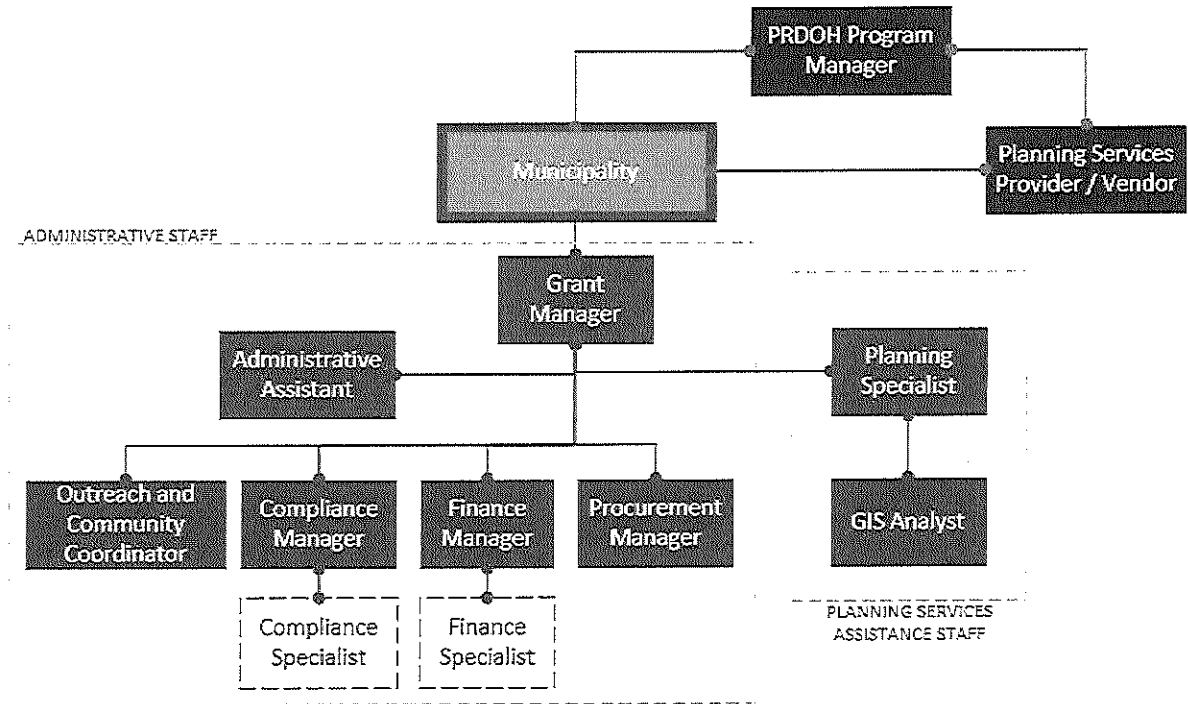 PRDOH Program
Manager
Municipality
Planning Services
Provider / Vendor
ADMINISTRATIVE STAFF
Grant
Manager
Administrative
Assistant
Planning
Specialist
Outreach and
Community
Coordinator
Compliance
Manager
Finance
Manager
Procurement
Manager
GIS Analyst
Compliance
Specialist
Finance
Specialist
PLANNING SERVICES
ASSISTANCE STAFF